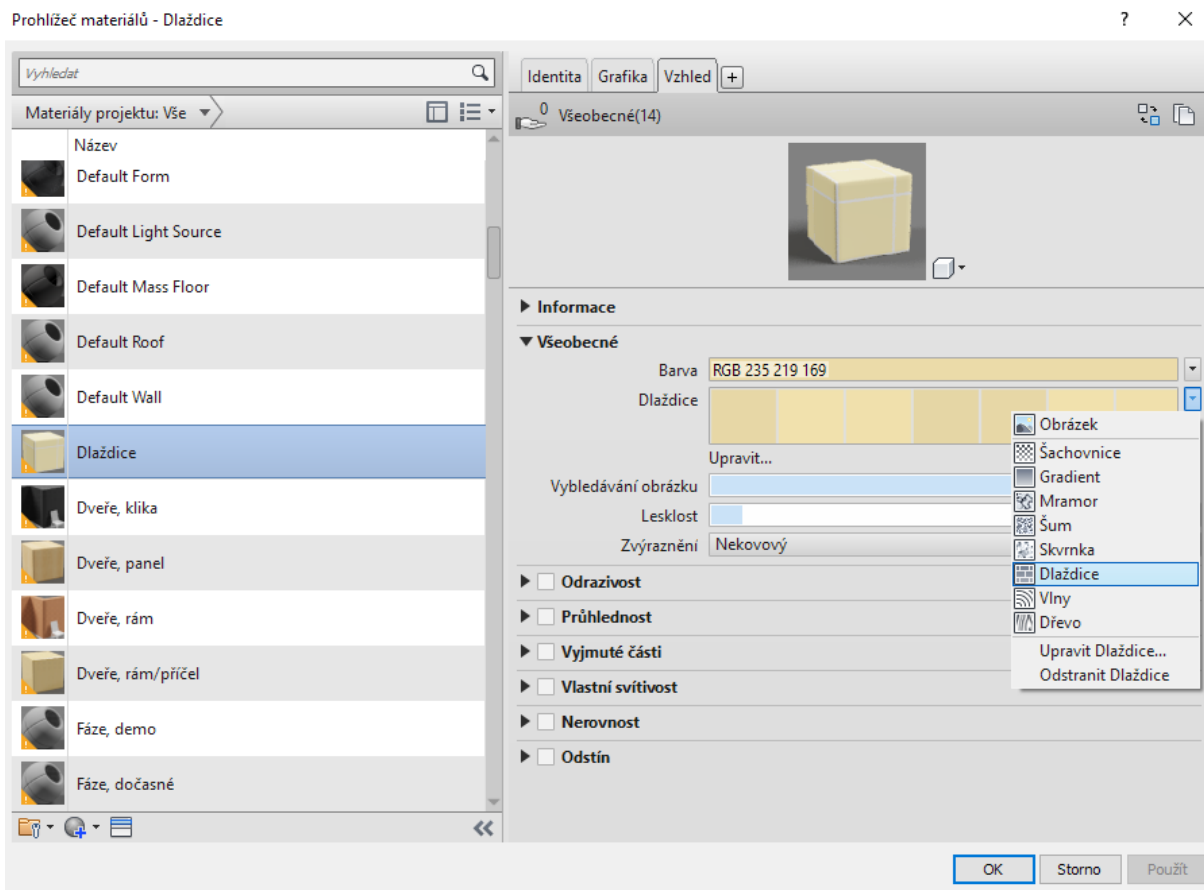 Prohlížeč materiálů - Dlaždice
?
Vyhledat
Materiály projektu: Vše
Název
Default Form
Default Light Source
Default Mass Floor
Default Roof
Default Wall
Dlaždice
Dveře, klika
Dveře, panel
Dveře, rám
Dveře, rám/příčel
Fáze, demo
Fáze, dočasné
Identita Grafika Vzhled +
0 Všeobecné(14)
Informace
Všeobecné
Barva RGB 235 219 169
Dlaždice
Upravit...
Vybledávání obrázku
Lesklost
Zvýraznění Nekovový
Odrazivost
Průhlednost
Vyjmuté části
Vlastní svítivost
Nerovnost
Odstín
Obrázek
Šachovnice
Gradient
Mramor
Šum
Skvrnka
Dlaždice
Vlny
Dřevo
Upravit Dlaždice...
Odstranit Dlaždice
OK Storno Použít